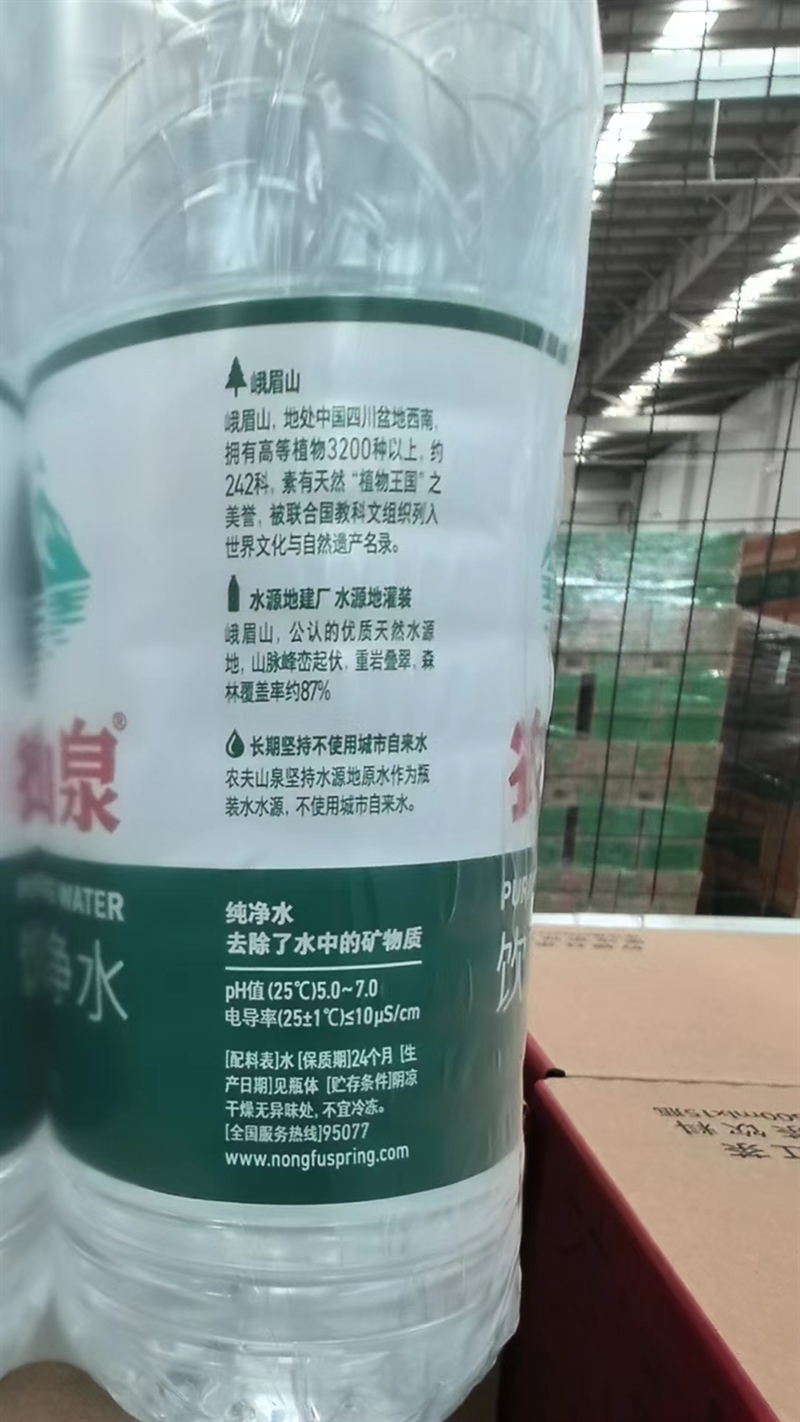 峨眉山
峨眉山，地处中国四川盆地西南，
拥有高等植物3200种以上，约
242科，素有天然“植物王国”之
美誉，被联合国教科文组织列入
世界文化与自然遗产名录。
水源地建厂 水源地灌装
峨眉山，公认的优质天然水源
地，山脉峰峦起伏，重岩叠翠，森
林覆盖率约87%
长期坚持不使用城市自来水
农夫山泉坚持水源地原水作为瓶
装水水源，不使用城市自来水。
泉®
WATER
净水
纯净水
去除了水中的矿物质
pH值(25℃)5.0~7.0
电导率(25±1℃)≤10μS/cm
[配料表]水 [保质期]24个月 [生
产日期]见瓶体 [贮存条件]阴凉
干燥无异味处，不宜冷冻。
[全国服务热线]95077
www.nongfuspring.com
PUR
饮
茶饮料
500ml×15瓶